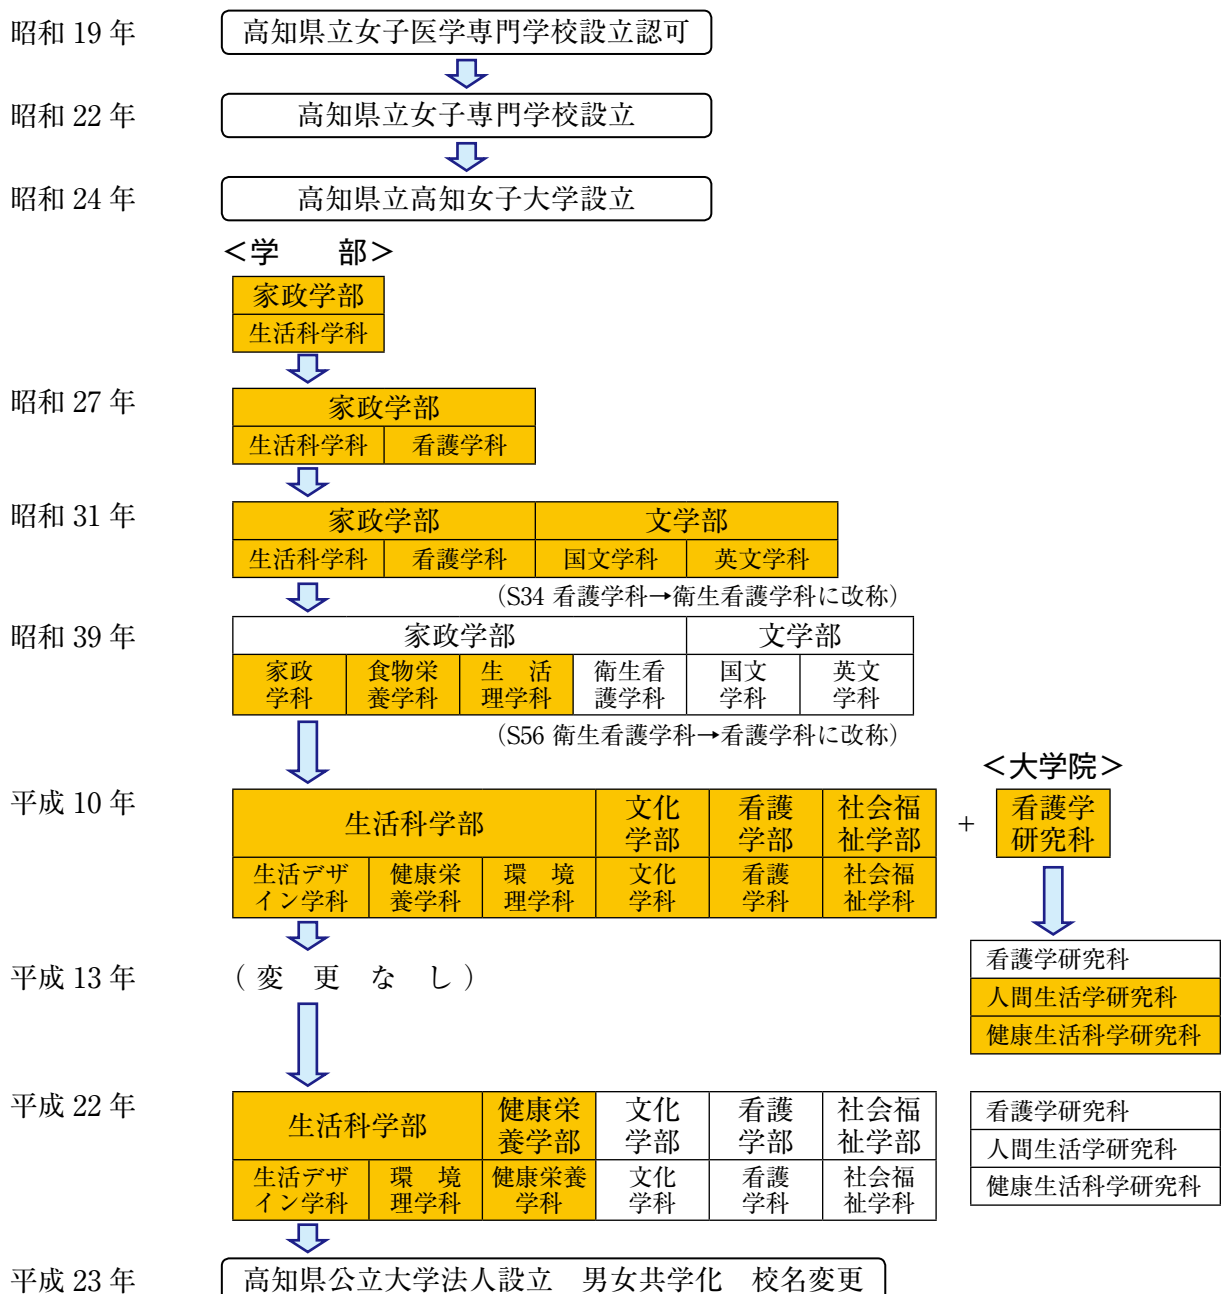 昭和 19 年
高知県立女子医学専門学校設立認可
昭和 22 年
高知県立女子専門学校設立
昭和 24 年
高知県立高知女子大学設立
＜学　部＞
家政学部
生活科学科
昭和 27 年
家政学部
生活科学科 看護学科
昭和 31 年
家政学部 文学部
生活科学科 看護学科 国文学科 英文学科
（S34 看護学科→衛生看護学科に改称）
昭和 39 年
家政学部 文学部
家政 食物栄 生　活 衛生看 国文 英文
学科 養学科 理学科 護学科 学科 学科
（S56 衛生看護学科→看護学科に改称）
＜大学院＞
平成 10 年
生活科学部
文化 看護 社会福
学部 学部 祉学部
+
看護学
研究科
生活デザ 健康栄 環　境 文化 看護 社会福
イン学科 養学科 理学科 学科 学科 祉学科
平成 13 年
（ 変　更　な　し ）
看護学研究科
人間生活学研究科
健康生活科学研究科
平成 22 年
生活科学部
健康栄 文化 看護 社会福
養学部 学部 学部 祉学部
生活デザ 環　境 健康栄養 文化 看護 社会福
イン学科 理学科 学科 学科 学科 祉学科
看護学研究科
人間生活学研究科
健康生活科学研究科
平成 23 年
高知県公立大学法人設立　男女共学化　校名変更